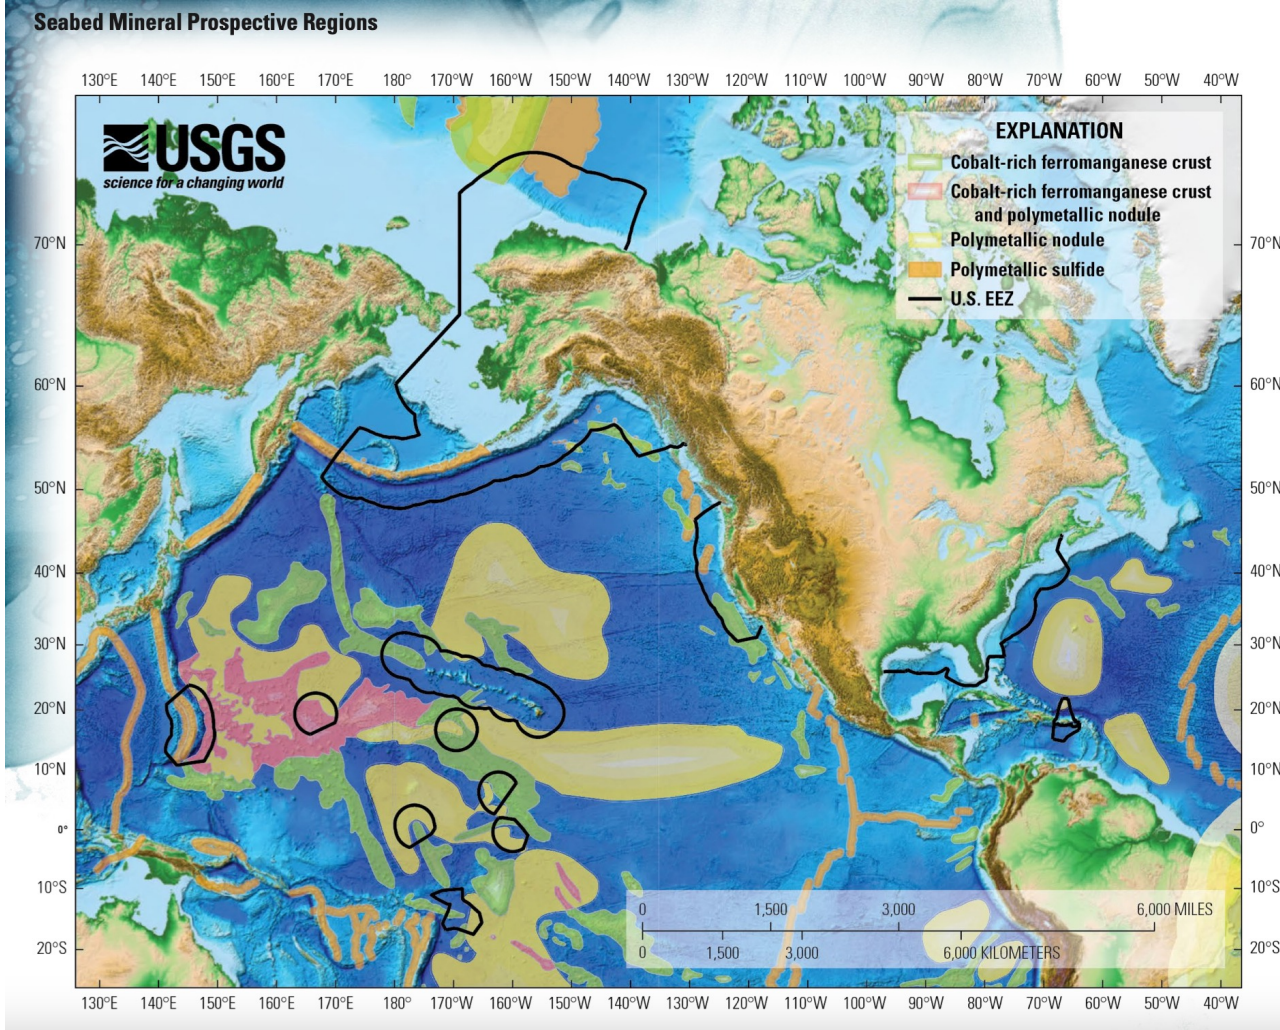 Seabed Mineral Prospective Regions
130°E 140°E 150°E 160°E 170°E 180° 170°W 160°W 150°W 140°W 130°W 120°W 110°W 100°W 90°W 80°W 70°W 60°W 50°W 40°W
USGS
science for a changing world
EXPLANATION
Cobalt-rich ferromanganese crust
Cobalt-rich ferromanganese crust
and polymetallic nodule
Polymetallic nodule
Polymetallic sulfide
U.S. EEZ
70°N 70°N
60°N 60°N
50°N 50°N
40°N 40°N
30°N 30°N
20°N 20°N
10°N 10°N
0° 0°
10°S 10°S
0 1,500 3,000 6,000 MILES
20°S 20°S
0 1,500 3,000 6,000 KILOMETERS
130°E 140°E 150°E 160°E 170°E 180° 170°W 160°W 150°W 140°W 130°W 120°W 110°W 100°W 90°W 80°W 70°W 60°W 50°W 40°W